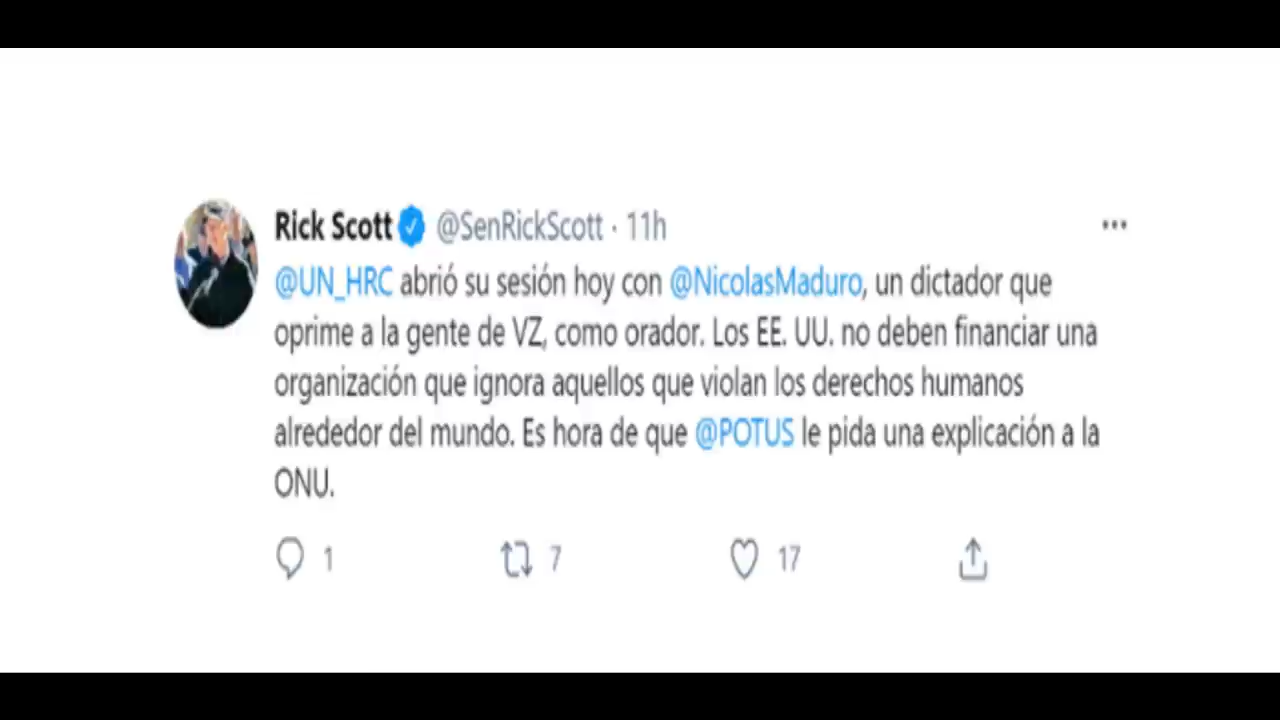 Rick Scott @SenRickScott · 11h
@UN_HRC abrió su sesión hoy con @NicolasMaduro, un dictador que
oprime a la gente de VZ, como orador. Los EE. UU. no deben financiar una
organización que ignora aquellos que violan los derechos humanos
alrededor del mundo. Es hora de que @POTUS le pida una explicación a la
ONU.
1 7 17